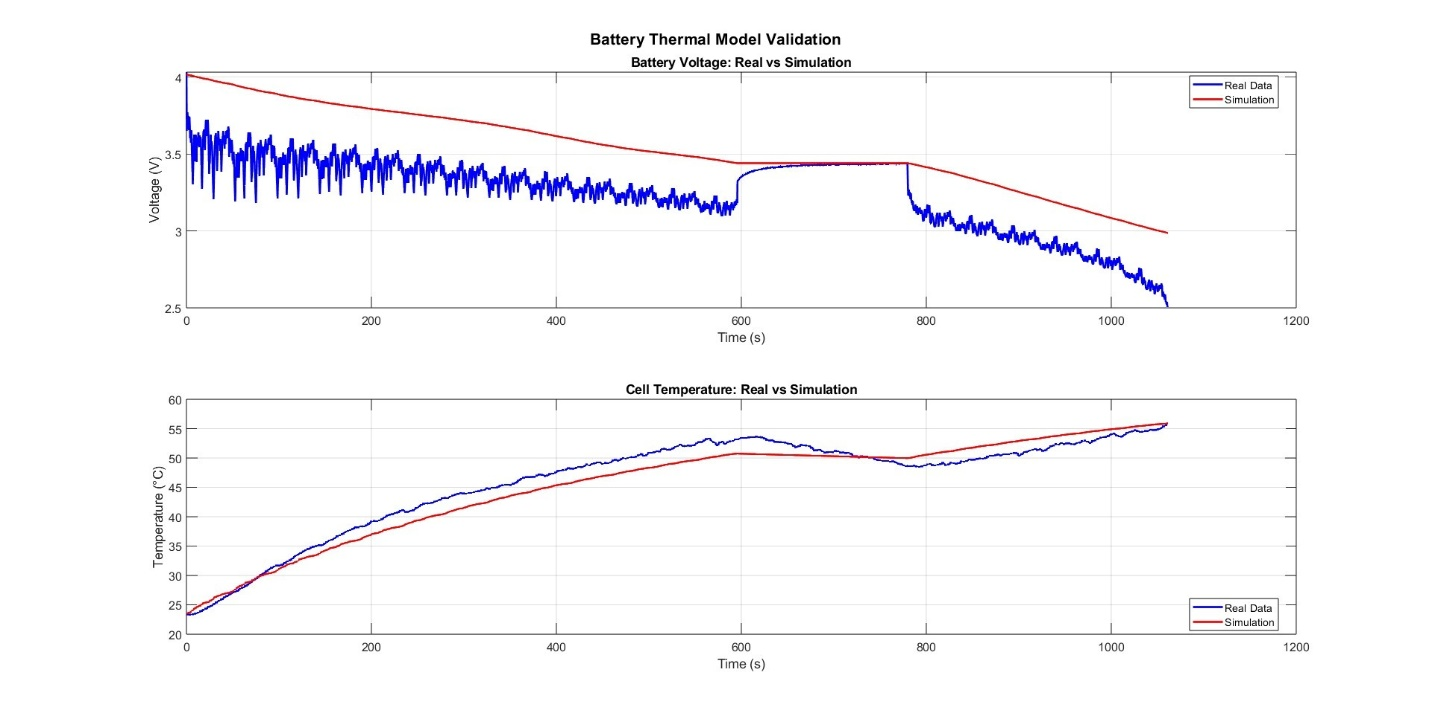 Battery Thermal Model Validation
Battery Voltage: Real vs Simulation
4
3.5
3
2.5
Voltage (V)
0 200 400 600 800 1000 1200
Time (s)
Real Data
Simulation
Cell Temperature: Real vs Simulation
60
55
50
45
40
35
30
25
20
Temperature (°C)
0 200 400 600 800 1000 1200
Time (s)
Real Data
Simulation